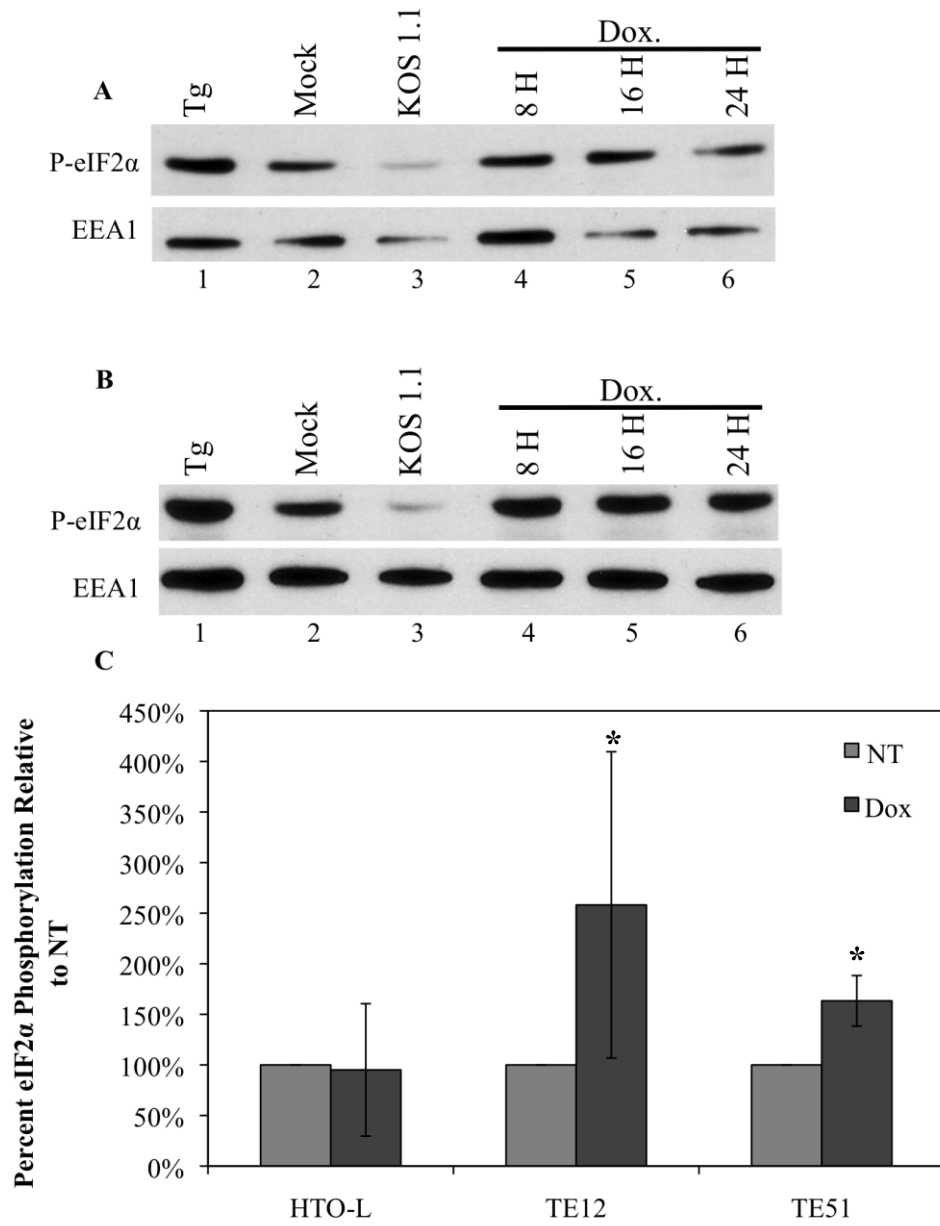 A
Dox.
Tg Mock KOS 1.1 8 H 16 H 24 H
P-eIF2α
EEA1
1 2 3 4 5 6
B
Dox.
Tg Mock KOS 1.1 8 H 16 H 24 H
P-eIF2α
EEA1
1 2 3 4 5 6
C
Percent eIF2α Phosphorylation Relative
to NT
450%
400%
350%
300%
250%
200%
150%
100%
50%
0%
*
*
NT
Dox
HTO-L TE12 TE51